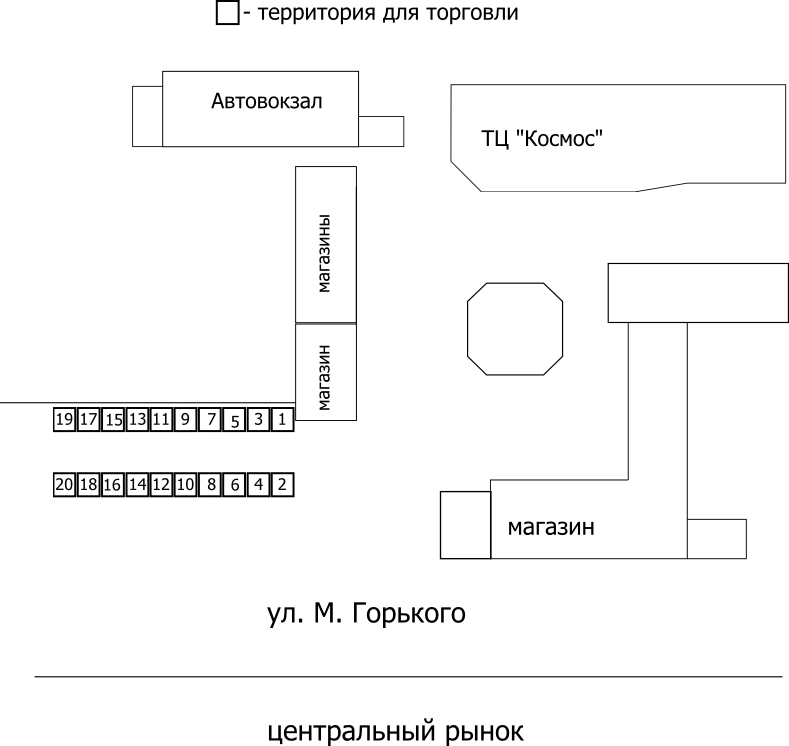 - территория для торговли
Автовокзал
ТЦ "Космос"
магазины
магазин
19 17 15 13 11 9 7 5 3 1
20 18 16 14 12 10 8 6 4 2
магазин
ул. М. Горького
центральный рынок